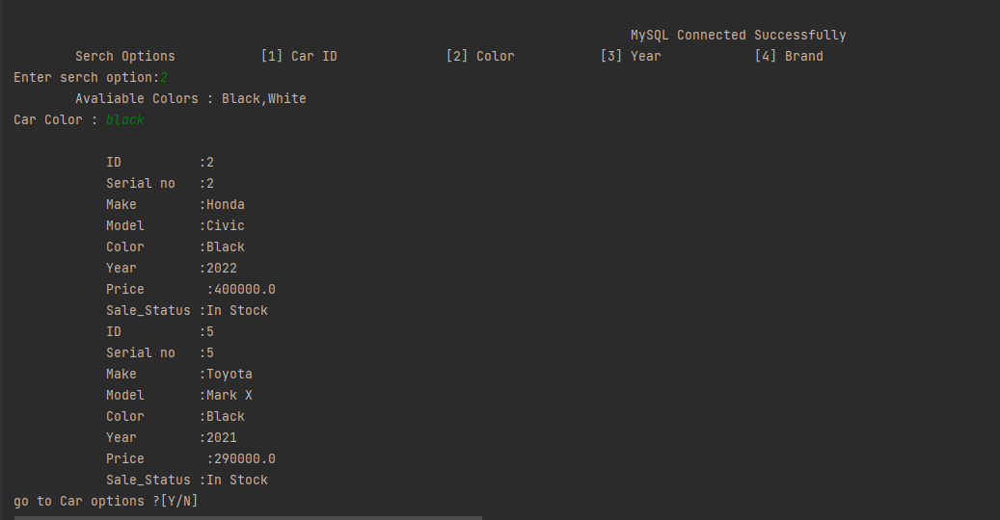 MySQL Connected Successfully
Serch Options [1] Car ID [2] Color [3] Year [4] Brand
Enter serch option:2
Avaliable Colors : Black,White
Car Color : black
ID :2
Serial no :2
Make :Honda
Model :Civic
Color :Black
Year :2022
Price :400000.0
Sale_Status :In Stock
ID :5
Serial no :5
Make :Toyota
Model :Mark X
Color :Black
Year :2021
Price :290000.0
Sale_Status :In Stock
go to Car options ?[Y/N]